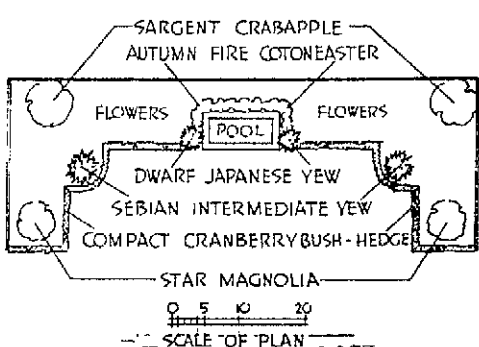 SARGENT CRABAPPLE
AUTUMN FIRE COTONEASTER
FLOWERS FLOWERS
POOL
DWARF JAPANESE YEW
SEBIAN INTERMEDIATE YEW
COMPACT CRANBERRYBUSH-HEDGE
STAR MAGNOLIA
0 5 10 20
SCALE OF PLAN